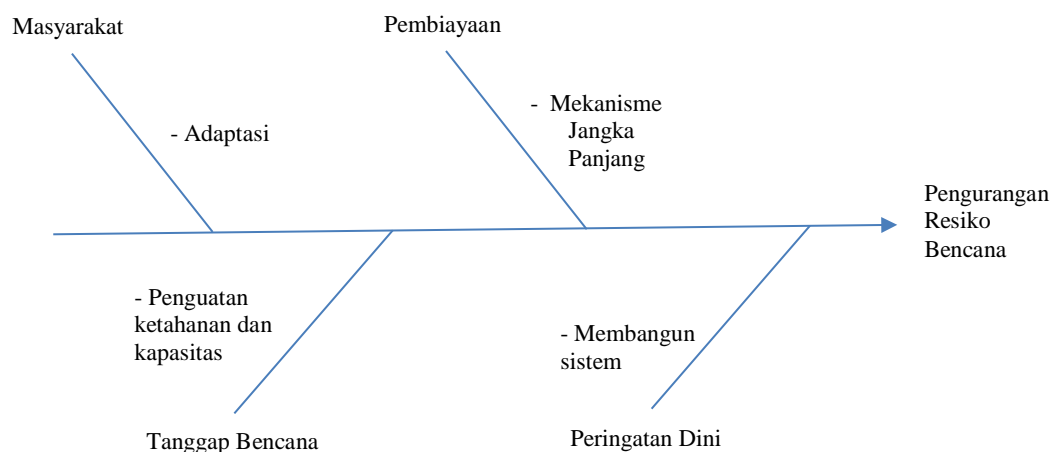 Masyarakat
Pembiayaan
- Adaptasi
- Mekanisme
Jangka
Panjang
Pengurangan
Resiko
Bencana
- Penguatan
ketahanan dan
kapasitas
- Membangun
sistem
Tanggap Bencana
Peringatan Dini